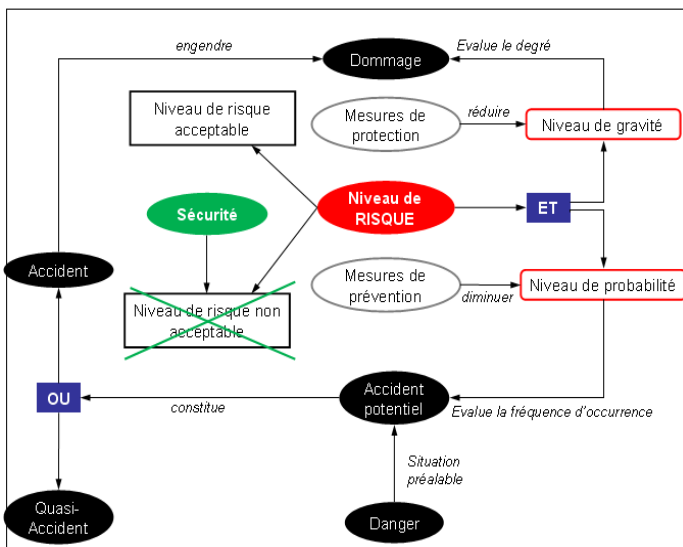 engendre
Evalue le degré
Dommage
Niveau de risque
acceptable
Mesures de
protection
réduire
Niveau de gravité
Sécurité
Niveau de
RISQUE
ET
Accident
Niveau de risque non
acceptable
Mesures de
prévention
diminuer
Niveau de probabilité
OU
constitue
Accident
potentiel
Evalue la fréquence d'occurrence
Situation
préalable
Quasi-
Accident
Danger